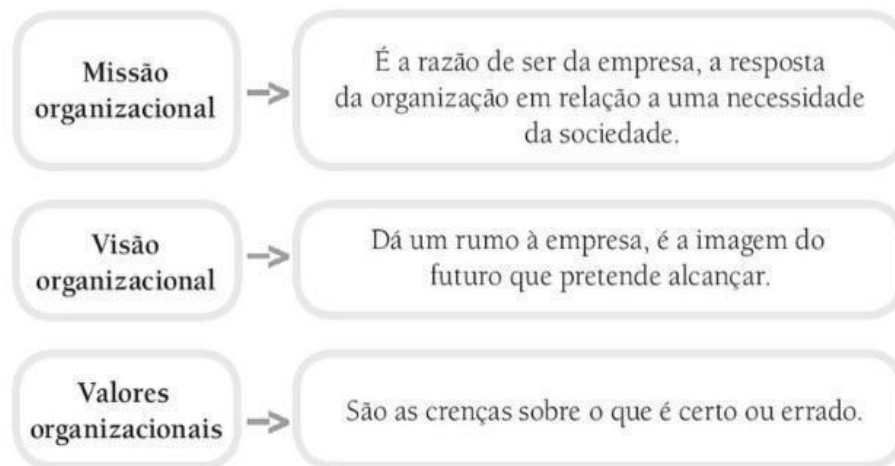 Missão
organizacional
É a razão de ser da empresa, a resposta
da organização em relação a uma necessidade
da sociedade.
Visão
organizacional
Dá um rumo à empresa, é a imagem do
futuro que pretende alcançar.
Valores
organizacionais
São as crenças sobre o que é certo ou errado.